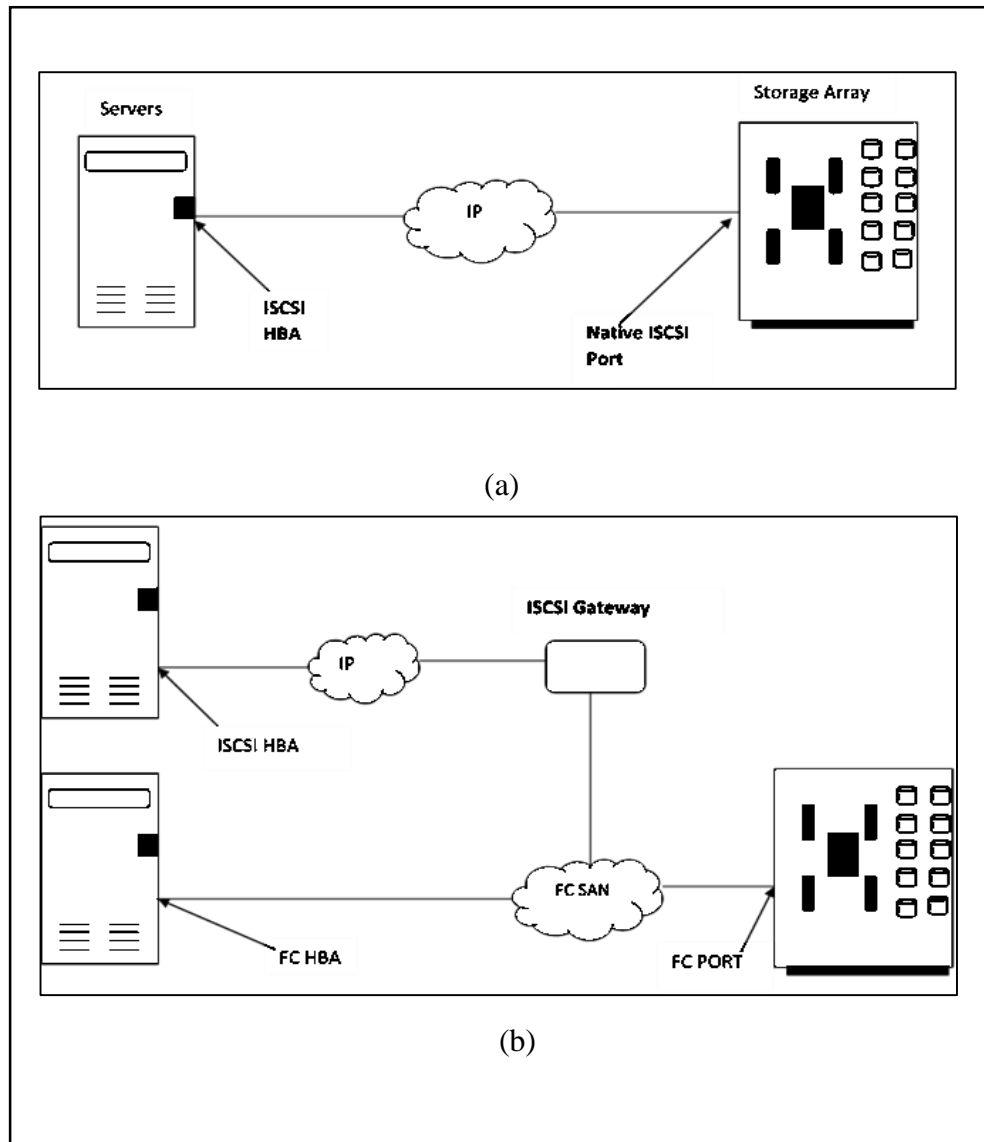 Servers
Storage Array
IP
ISCSI
HBA
Native ISCSI
Port
(a)
ISCSI Gateway
IP
ISCSI HBA
FC SAN
FC HBA
FC PORT
(b)